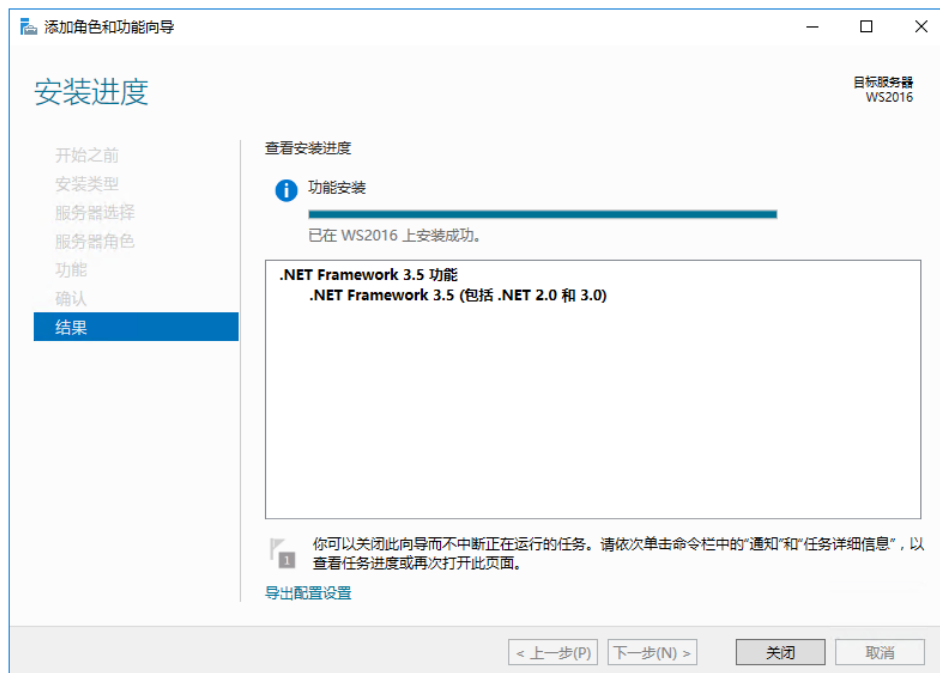 添加角色和功能向导
安装进度
目标服务器
WS2016
开始之前
安装类型
服务器选择
服务器角色
功能
确认
结果
查看安装进度
功能安装
已在 WS2016 上安装成功。
.NET Framework 3.5 功能
.NET Framework 3.5 (包括 .NET 2.0 和 3.0)
1
你可以关闭此向导而不中断正在运行的任务。请依次单击命令栏中的“通知”和“任务详细信息”，以
查看任务进度或再次打开此页面。
导出配置设置
< 上一步(P)
下一步(N) >
关闭
取消